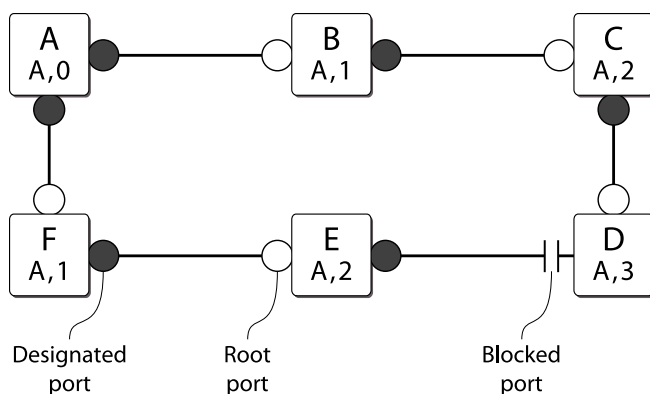 A
A,0
B
A,1
C
A,2
F
A,1
E
A,2
D
A,3
Designated
port
Root
port
Blocked
port